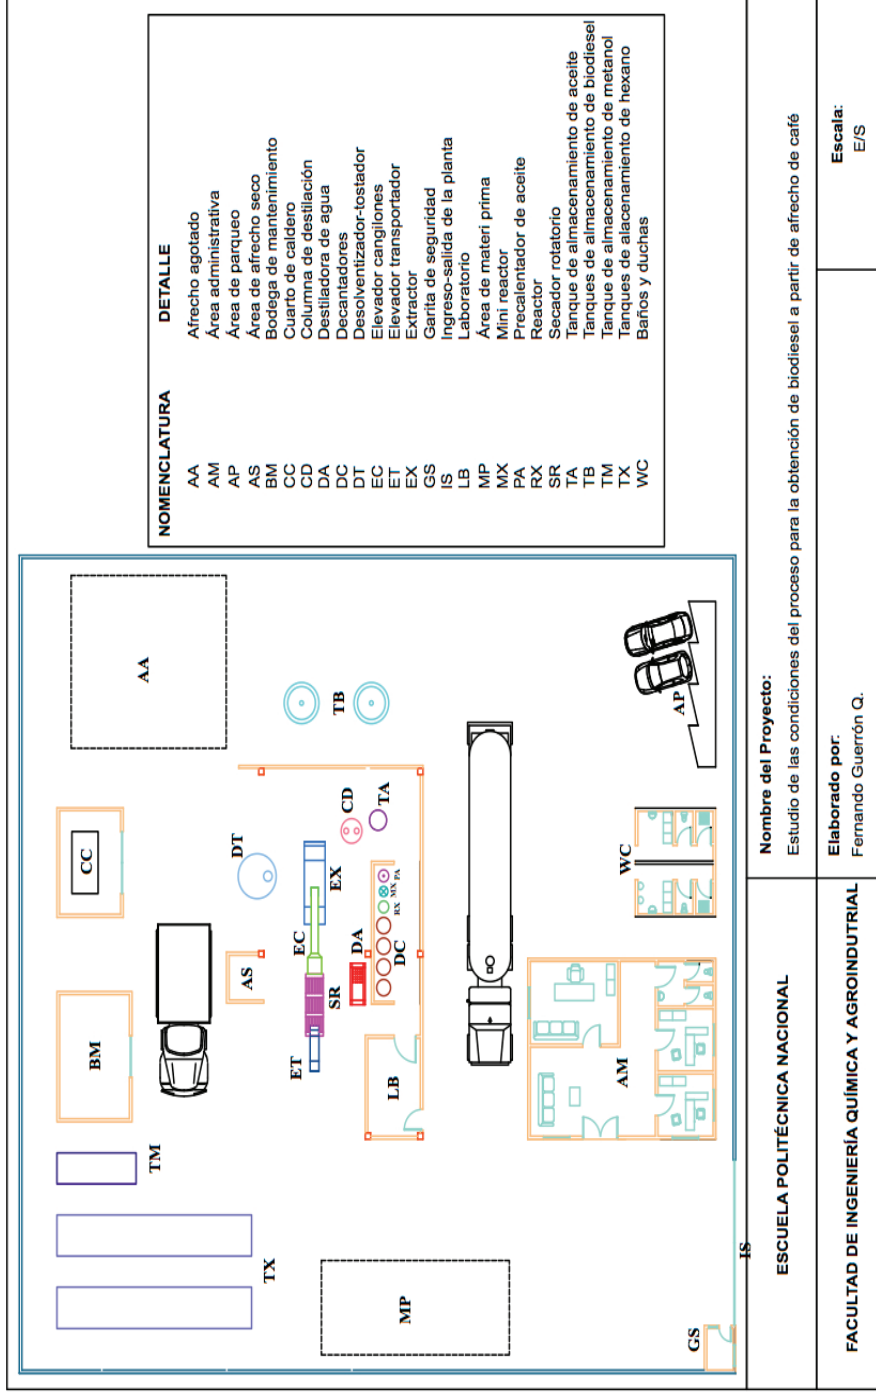 AA
CC
BM
TM
TX
DT
AS
TB
CD
TA
EX
EC
DA
SR
ET
PA
MX
RX
DC
LB
MP
AP
WC
AM
GS
IS
NOMENCLATURA DETALLE
AA Afrecho agotado
AM Área administrativa
AP Área de parqueo
AS Área de afrecho seco
BM Bodega de mantenimiento
CC Cuarto de caldero
CD Columna de destilación
DA Destiladora de agua
DC Decantadores
DT Desolventizador-tostador
EC Elevador cangilones
ET Elevador transportador
EX Extractor
GS Garita de seguridad
IS Ingreso-salida de la planta
LB Laboratorio
MP Área de materi prima
MX Mini reactor
PA Precalentador de aceite
RX Reactor
SR Secador rotatorio
TA Tanque de almacenamiento de aceite
TB Tanques de almacenamiento de biodiesel
TM Tanque de almacenamiento de metanol
TX Tanques de alacenamiento de hexano
WC Baños y duchas
ESCUELA POLITÉCNICA NACIONAL
FACULTAD DE INGENIERÍA QUÍMICA Y AGROINDUTRIAL
Nombre del Proyecto:
Estudio de las condiciones del proceso para la obtención de biodiesel a partir de afrecho de café
Elaborado por:
Fernando Guerrón Q.
Escala:
E/S